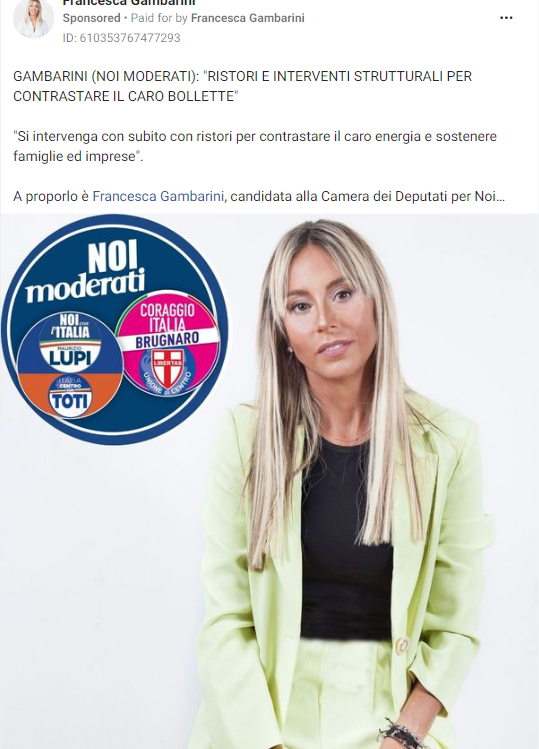 Francesca Gambarini
Sponsored • Paid for by Francesca Gambarini
ID: 610353767477293
GAMBARINI (NOI MODERATI): "RISTORI E INTERVENTI STRUTTURALI PER
CONTRASTARE IL CARO BOLLETTE"
"Si intervenga con subito con ristori per contrastare il caro energia e sostenere
famiglie ed imprese".
A proporlo è Francesca Gambarini, candidata alla Camera dei Deputati per Noi...
NOI
moderati
NOI CON
l'ITALIA
MAURIZIO
LUPI
ITALIA
CENTRO
TOTI
CORAGGIO
ITALIA
BRUGNARO
LIBERTAS
UNIONE DI CENTRO